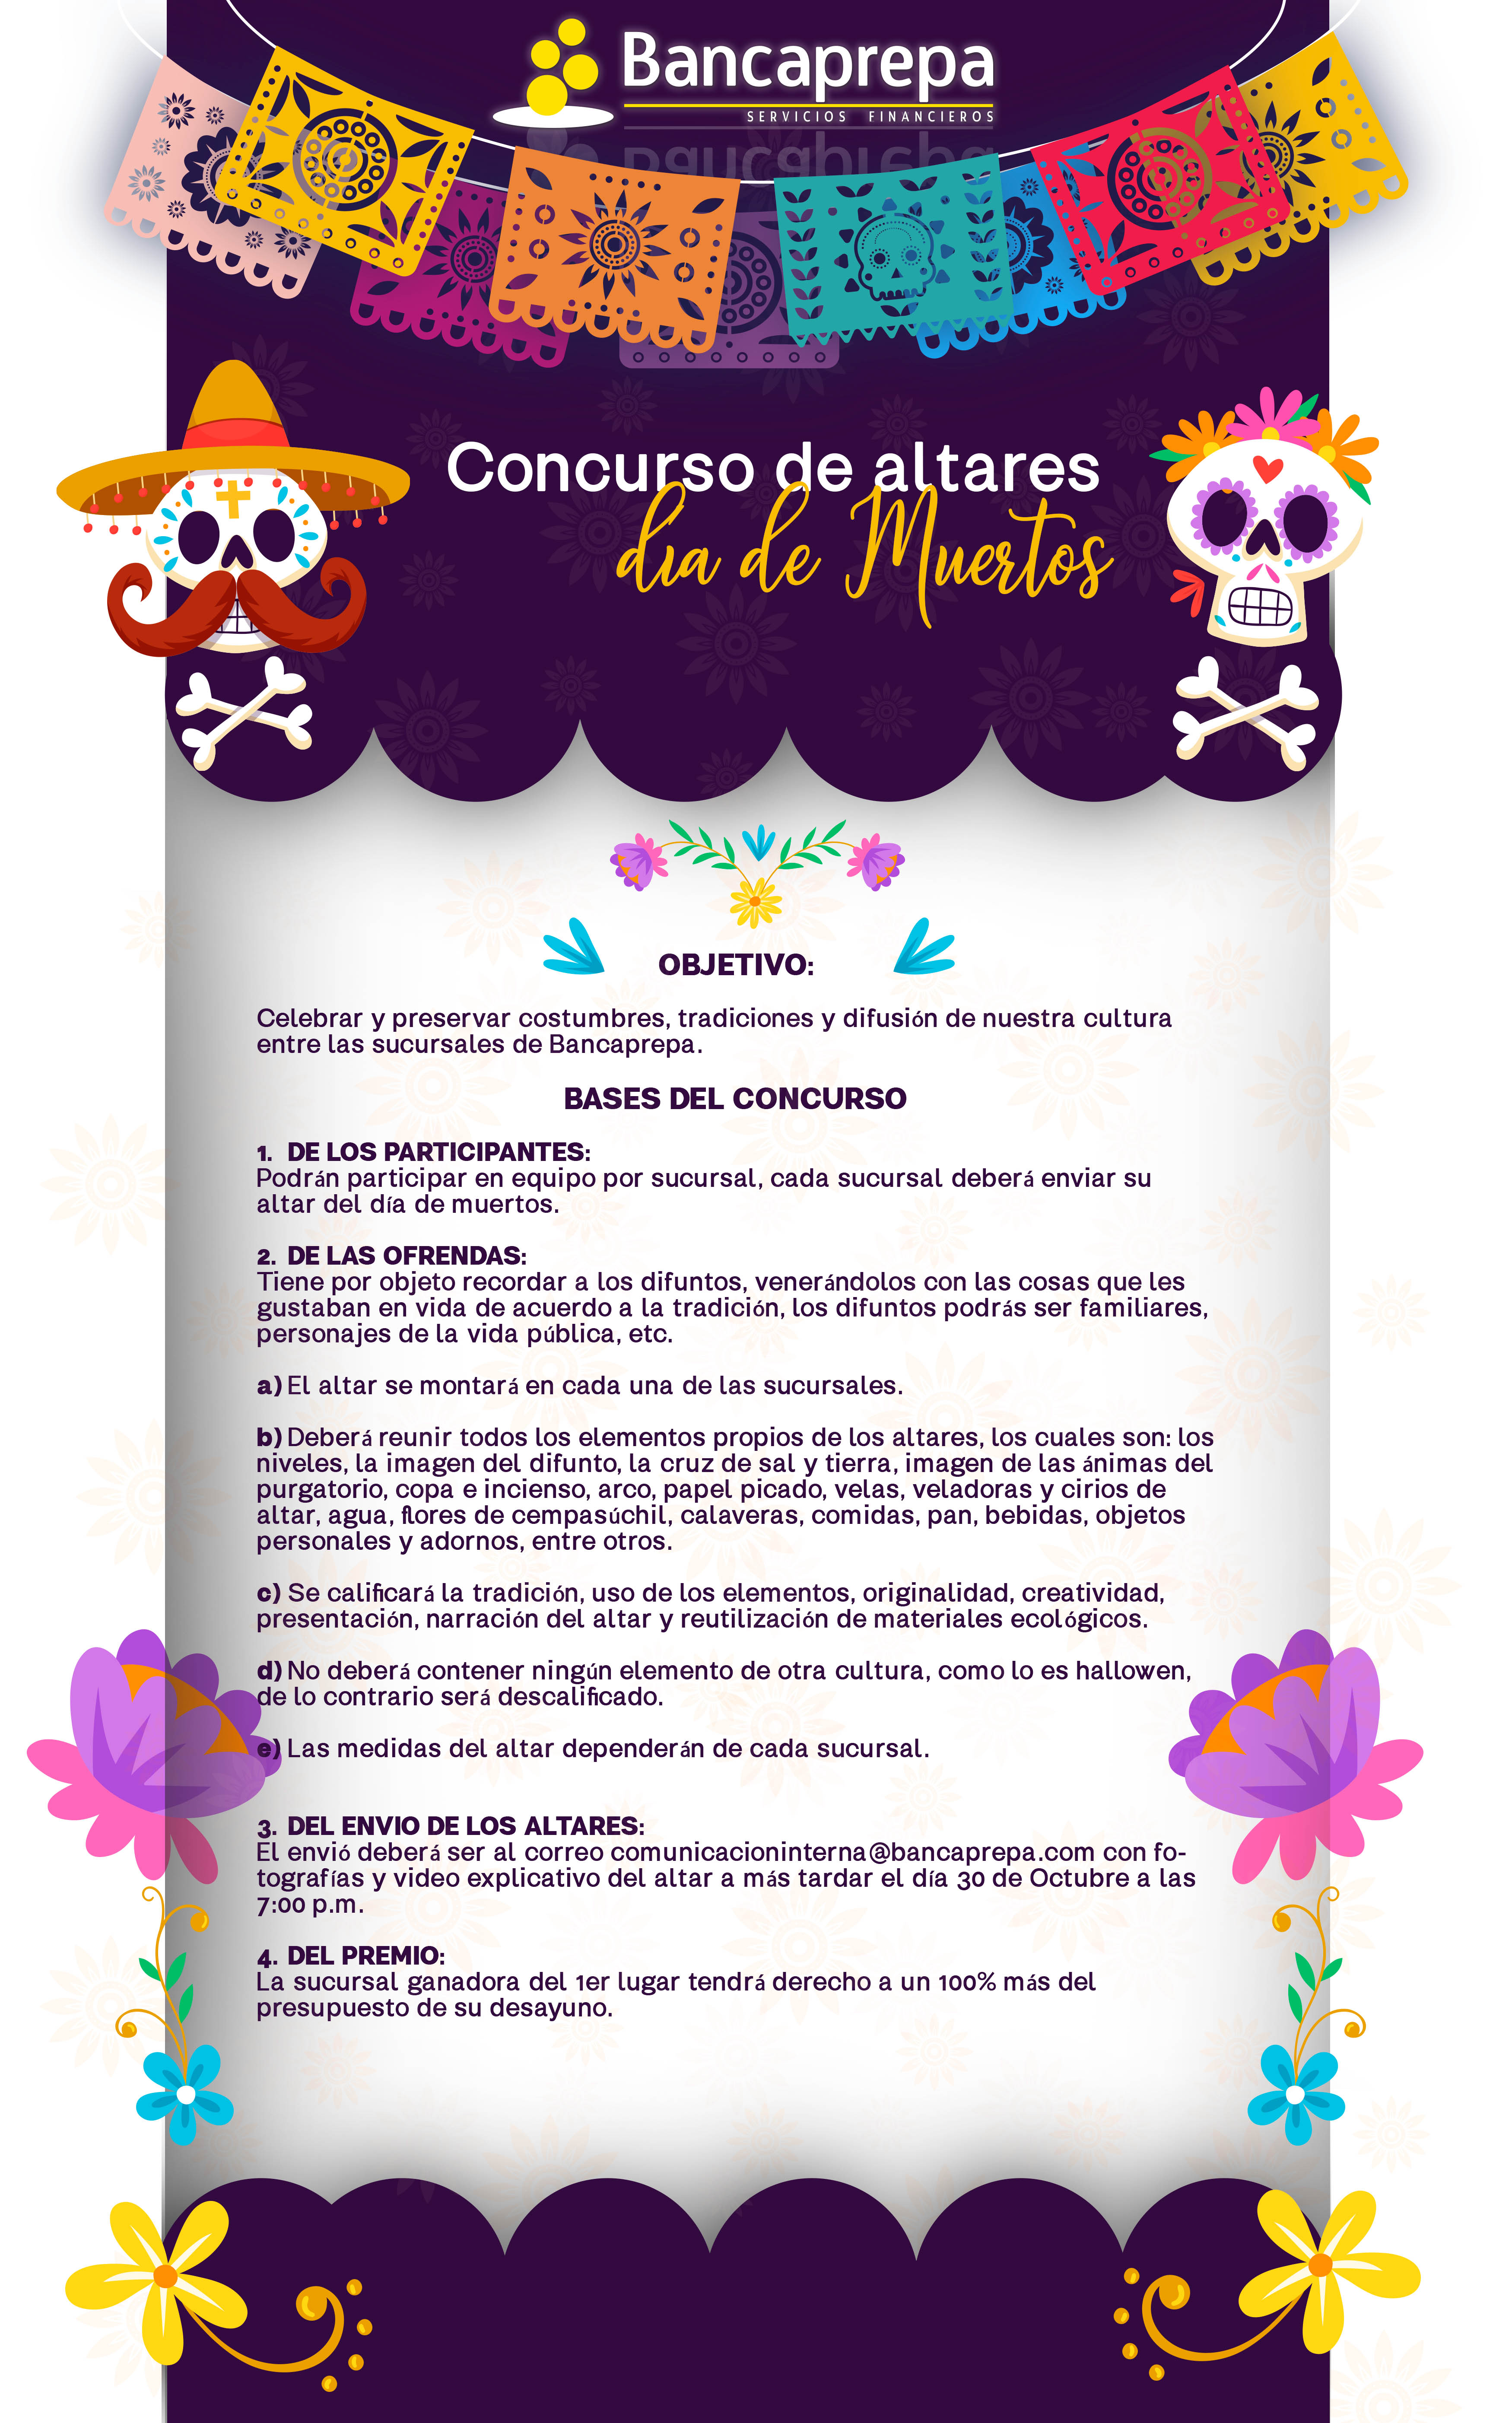 Bancaprepa
SERVICIOS FINANCIEROS
Concurso de altares
día de Muertos
OBJETIVO:
Celebrar y preservar costumbres, tradiciones y difusión de nuestra cultura
entre las sucursales de Bancaprepa.
BASES DEL CONCURSO
1. DE LOS PARTICIPANTES:
Podrán participar en equipo por sucursal, cada sucursal deberá enviar su
altar del día de muertos.
2. DE LAS OFRENDAS:
Tiene por objeto recordar a los difuntos, venerándolos con las cosas que les
gustaban en vida de acuerdo a la tradición, los difuntos podrás ser familiares,
personajes de la vida pública, etc.
a) El altar se montará en cada una de las sucursales.
b) Deberá reunir todos los elementos propios de los altares, los cuales son: los
niveles, la imagen del difunto, la cruz de sal y tierra, imagen de las ánimas del
purgatorio, copa e incienso, arco, papel picado, velas, veladoras y cirios de
altar, agua, flores de cempasúchil, calaveras, comidas, pan, bebidas, objetos
personales y adornos, entre otros.
c) Se calificará la tradición, uso de los elementos, originalidad, creatividad,
presentación, narración del altar y reutilización de materiales ecológicos.
d) No deberá contener ningún elemento de otra cultura, como lo es hallowen,
de lo contrario será descalificado.
e) Las medidas del altar dependerán de cada sucursal.
3. DEL ENVIO DE LOS ALTARES:
El envió deberá ser al correo comunicacioninterna@bancaprepa.com con fo-
tografías y video explicativo del altar a más tardar el día 30 de Octubre a las
7:00 p.m.
4. DEL PREMIO:
La sucursal ganadora del 1er lugar tendrá derecho a un 100% más del
presupuesto de su desayuno.